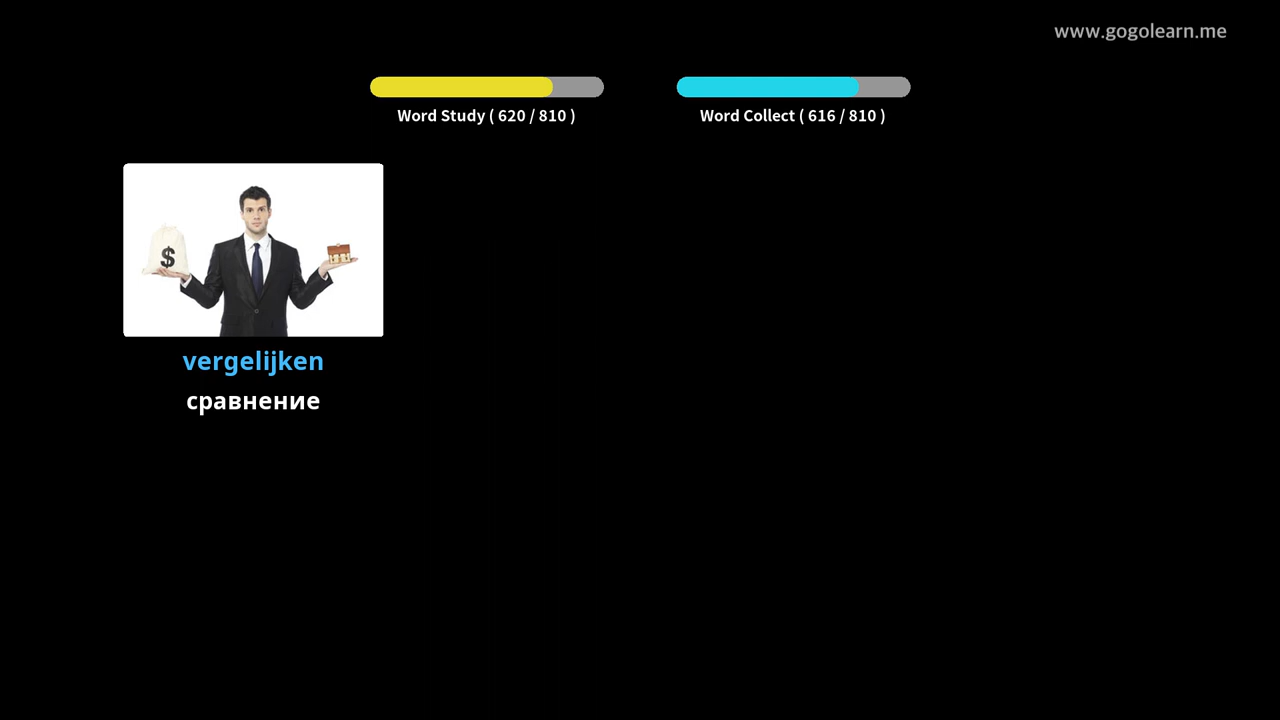 www.gogolearn.me
Word Study ( 620 / 810 )
Word Collect ( 616 / 810 )
$
vergelijken
сравнение